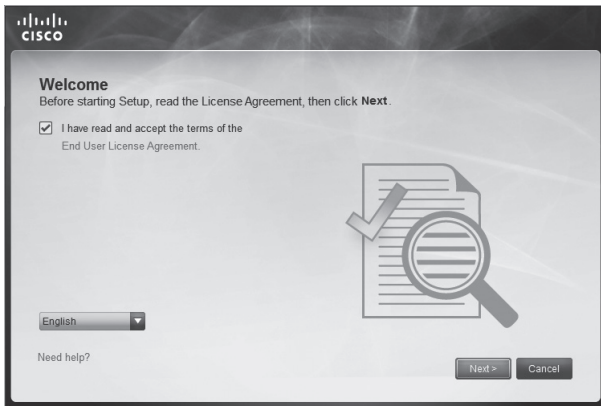 CISCO
Welcome
Before starting Setup, read the License Agreement, then click Next.
I have read and accept the terms of the
End User License Agreement.
English
Need help?
Next >
Cancel